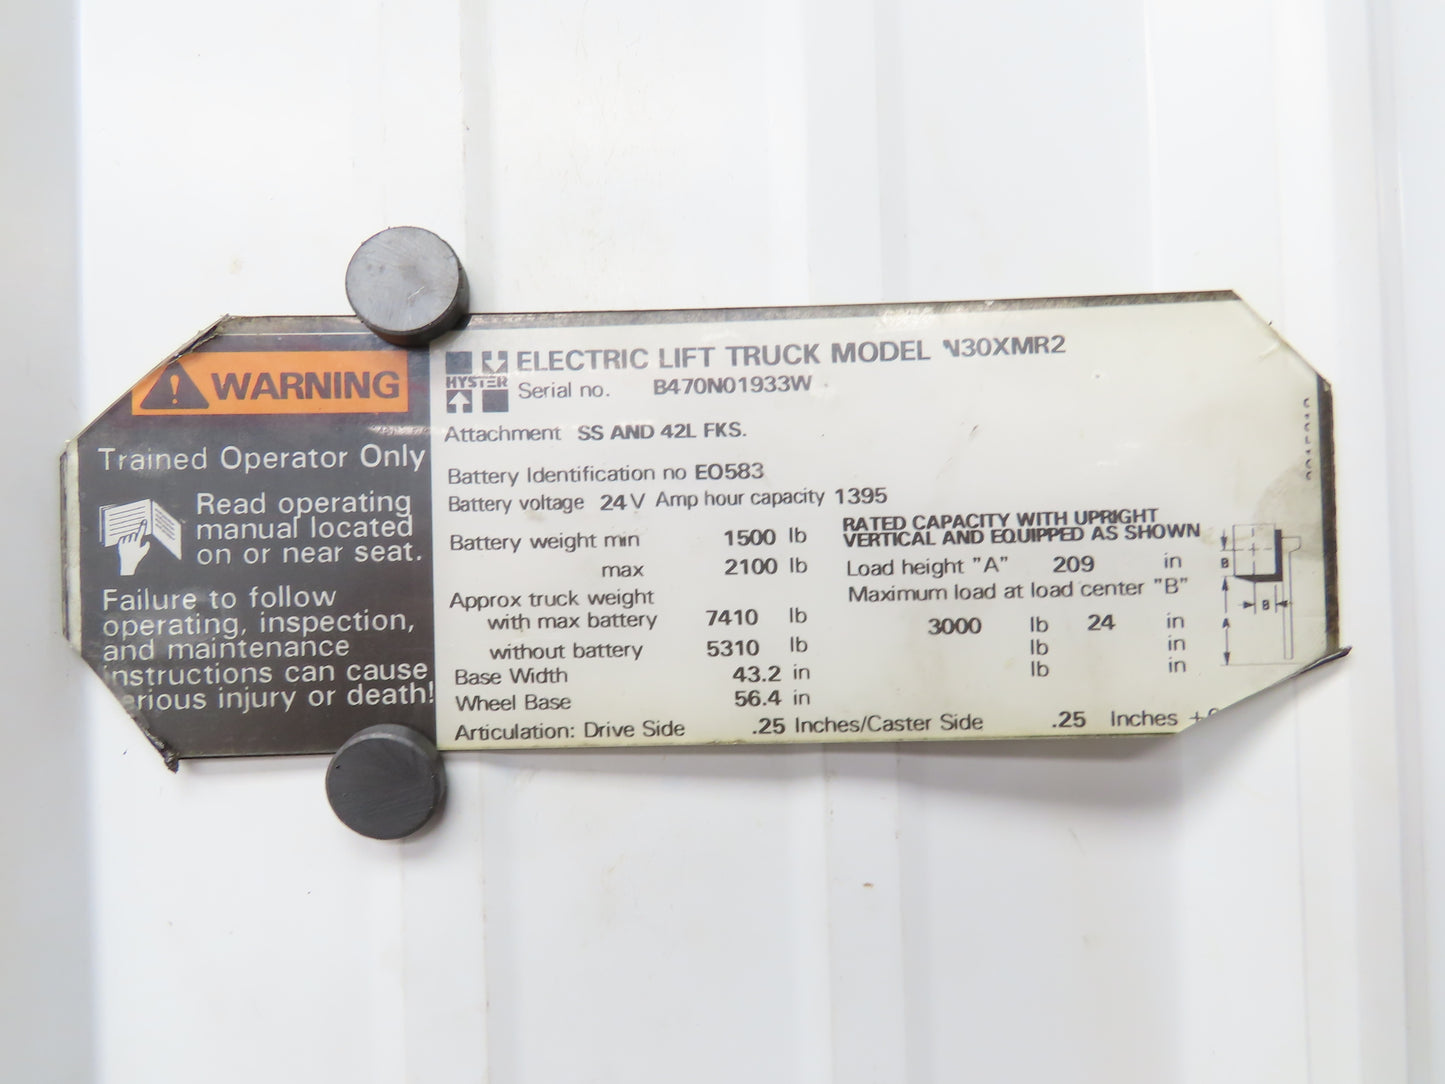 WARNING
Trained Operator Only
Read operating
manual located
on or near seat.
Failure to follow
operating, inspection,
and maintenance
nstructions can cause
erious injury or death!
HYSTER
ELECTRIC LIFT TRUCK MODEL N30XMR2
Serial no. B470N01933W
Attachment SS AND 42L FKS.
Battery Identification no EO583
Battery voltage 24 V Amp hour capacity 1395
Battery weight min 1500 lb
max 2100 lb
Approx truck weight
with max battery 7410 lb
without battery 5310 lb
Base Width 43.2 in
Wheel Base 56.4 in
Articulation: Drive Side .25 Inches/Caster Side .25 Inches +
RATED CAPACITY WITH UPRIGHT
VERTICAL AND EQUIPPED AS SHOWN
Load height "A" 209 in
Maximum load at load center "B"
3000 lb 24 in
lb in
lb in
B
B
A